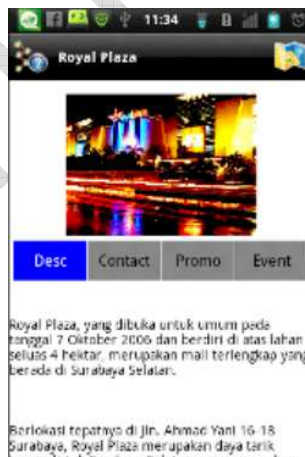 11:34
Royal Plaza
Desc Contact Promo Event
Royal Plaza, yang dibuka untuk umum pada
tanggal 7 Oktober 2006 dan berdiri di atas lahan
seluas 4 hektar, merupakan mall terlengkap yang
berada di Surabaya Selatan.
Berlokasi tepatnya di Jln. Ahmad Yani 16-18
Surabaya, Royal Plaza merupakan daya tarik